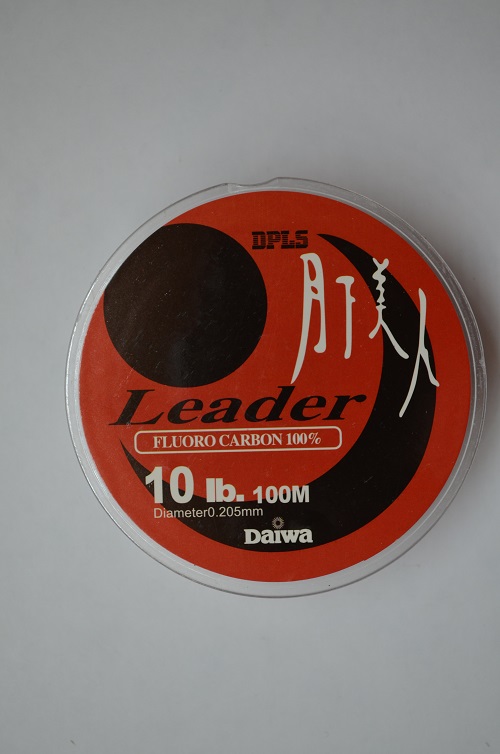 DPLS
月下美人
Leader
FLUORO CARBON 100%
10 lb. 100M
Diameter0.205mm
Daiwa